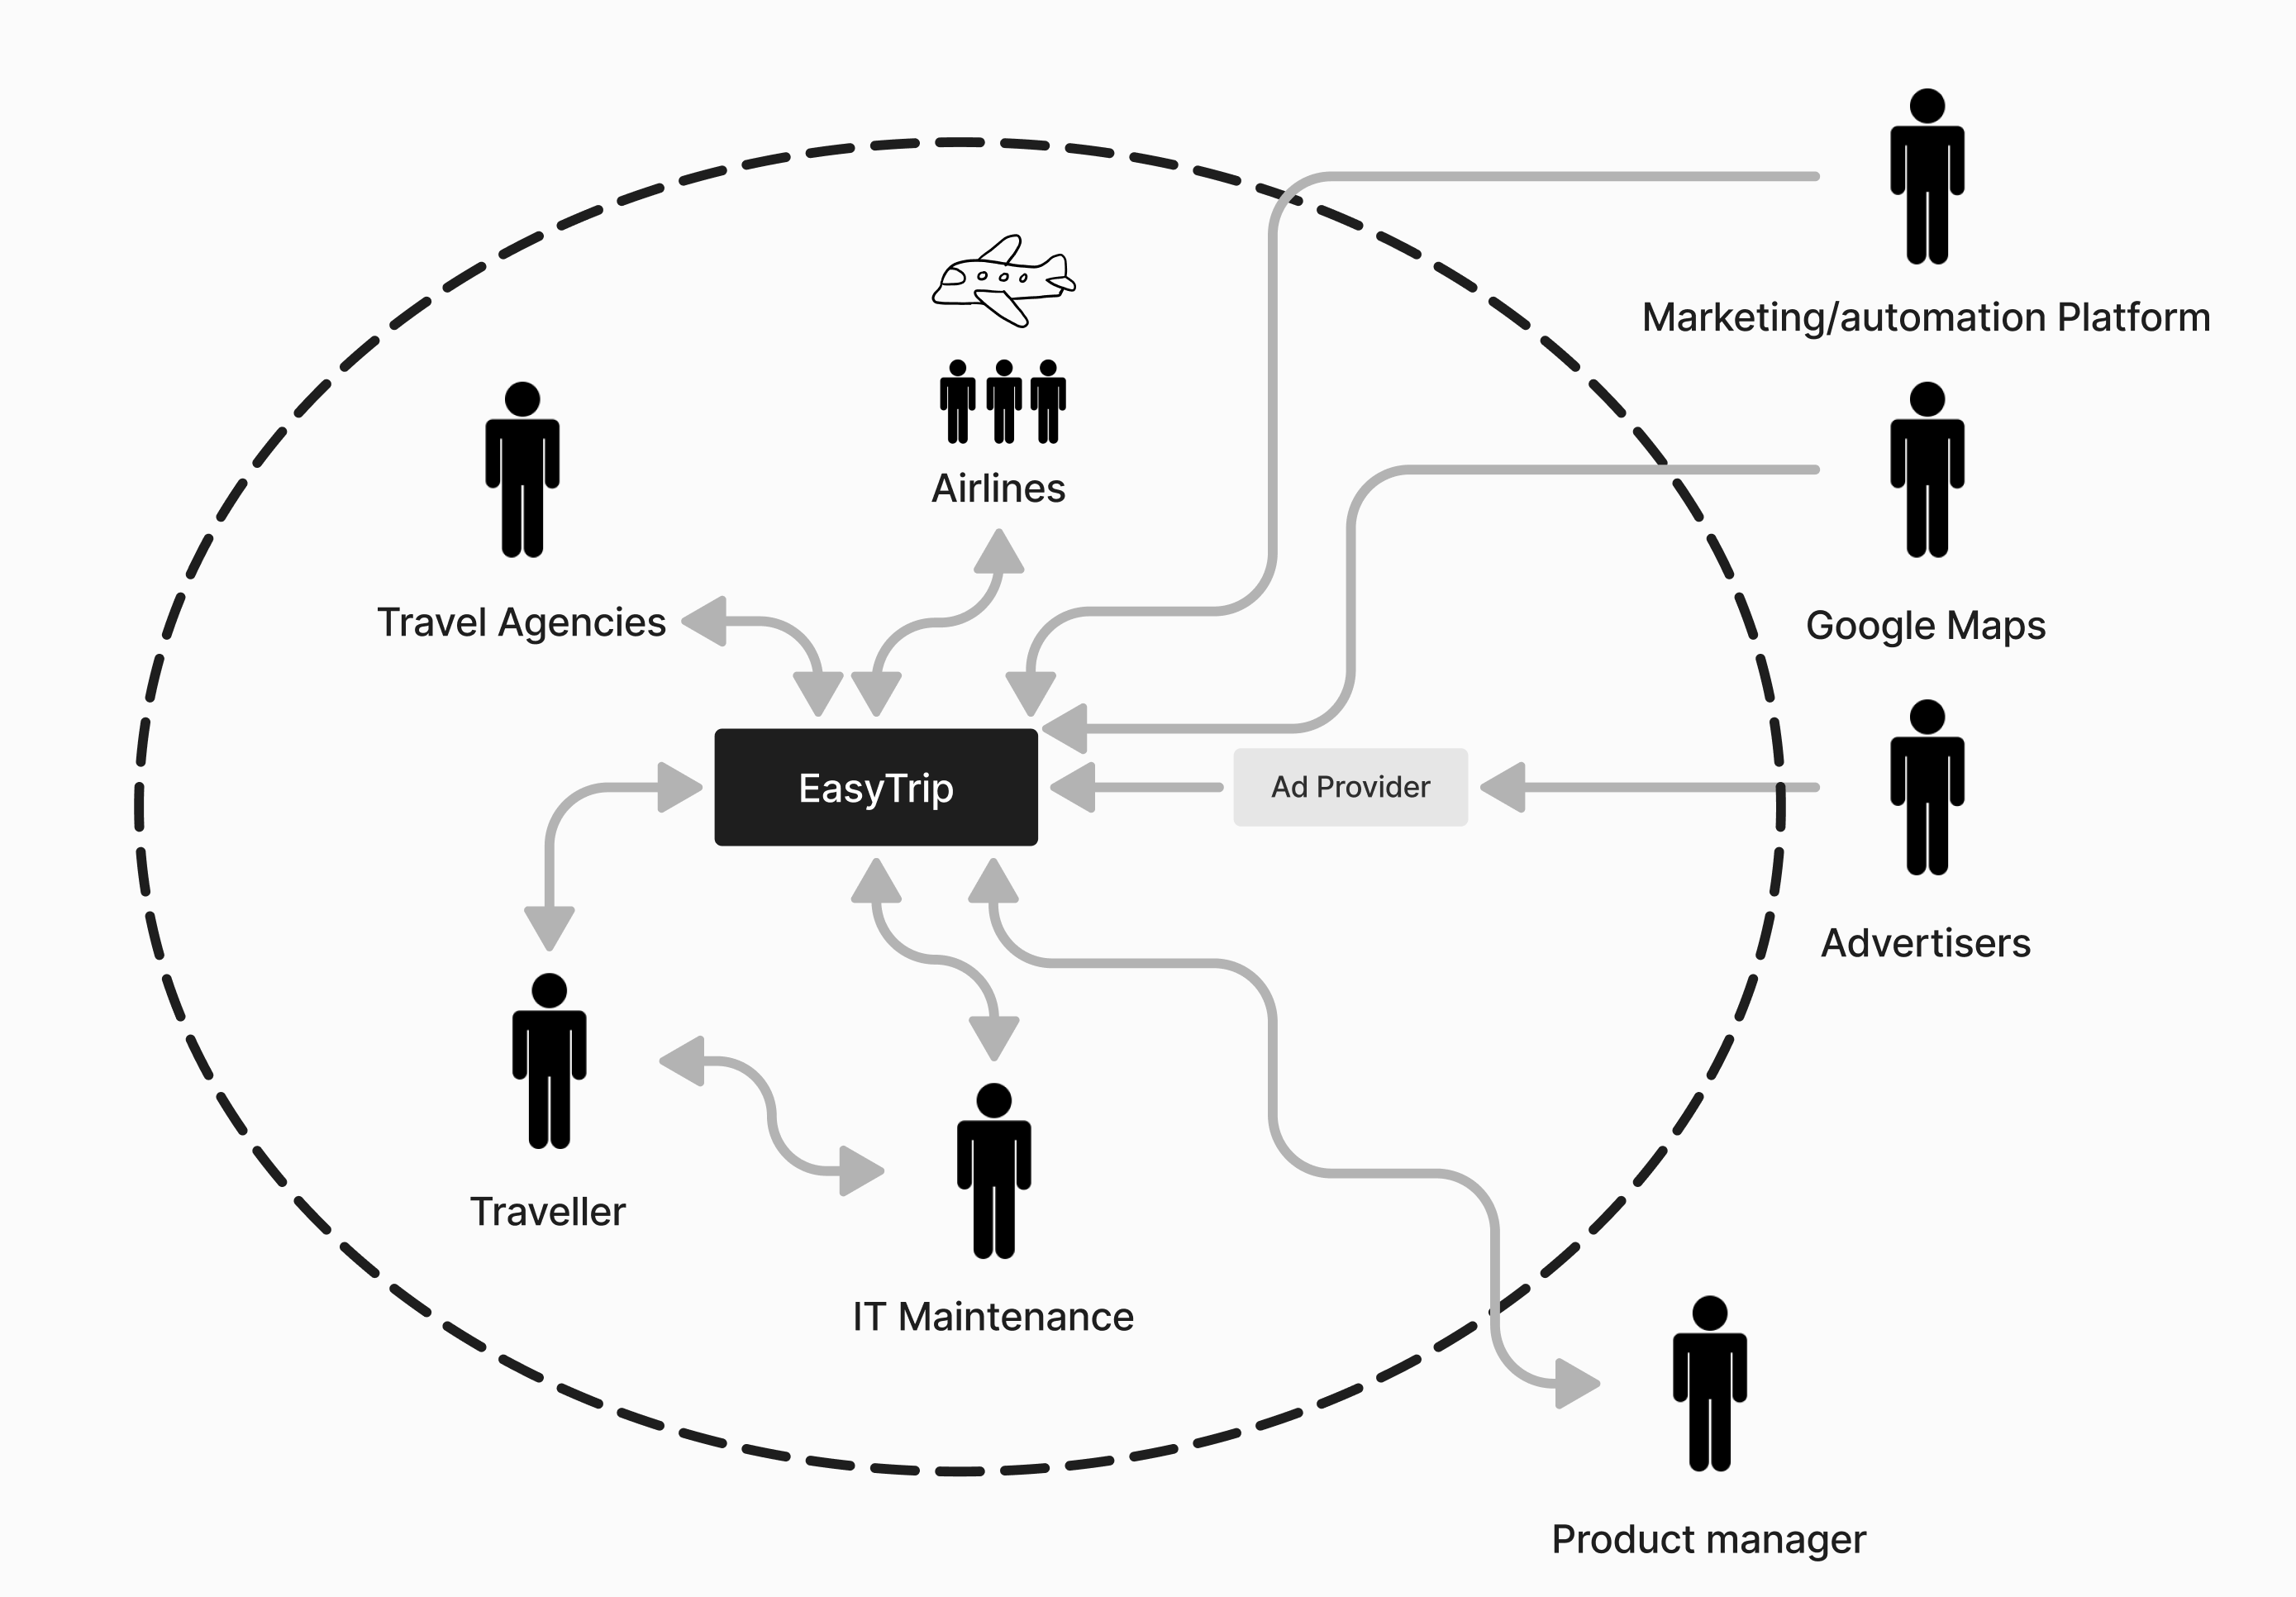 Marketing/automation Platform
Airlines
Travel Agencies
Google Maps
EasyTrip
Ad Provider
Advertisers
Traveller
IT Maintenance
Product manager